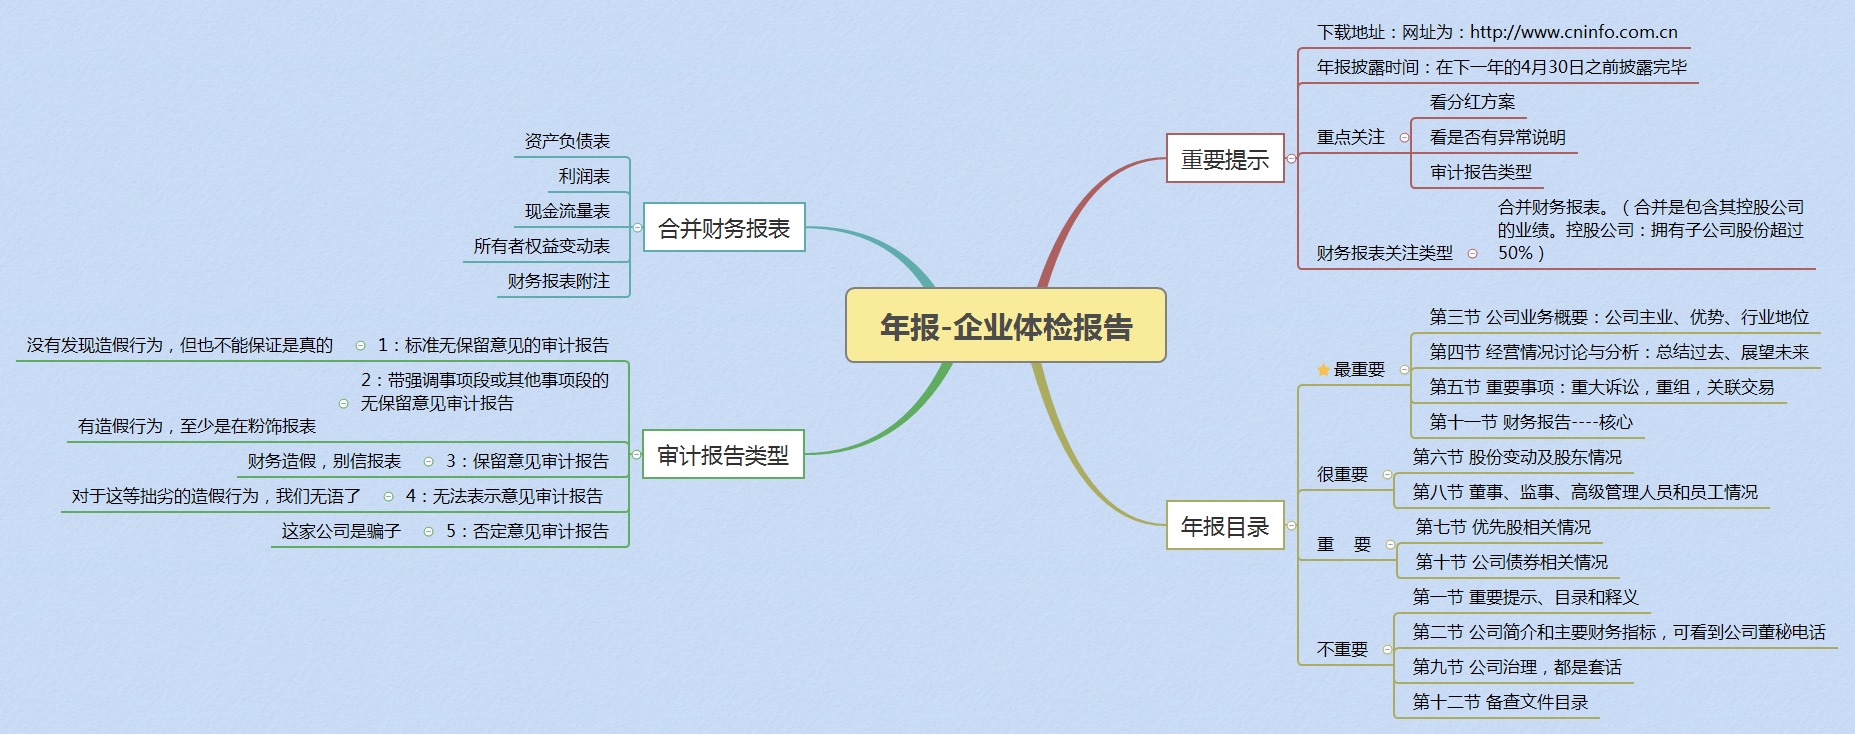 年报-企业体检报告
重要提示
下载地址：网址为：http://www.cninfo.com.cn
年报披露时间：在下一年的4月30日之前披露完毕
重点关注
看分红方案
看是否有异常说明
审计报告类型
财务报表关注类型
合并财务报表。（合并是包含其控股公司
的业绩。控股公司：拥有子公司股份超过
50%）
年报目录
最重要
第三节 公司业务概要：公司主业、优势、行业地位
第四节 经营情况讨论与分析：总结过去、展望未来
第五节 重要事项：重大诉讼，重组，关联交易
第十一节 财务报告----核心
很重要
第六节 股份变动及股东情况
第八节 董事、监事、高级管理人员和员工情况
重 要
第七节 优先股相关情况
第十节 公司债券相关情况
不重要
第一节 重要提示、目录和释义
第二节 公司简介和主要财务指标，可看到公司董秘电话
第九节 公司治理，都是套话
第十二节 备查文件目录
合并财务报表
资产负债表
利润表
现金流量表
所有者权益变动表
财务报表附注
审计报告类型
1：标准无保留意见的审计报告
没有发现造假行为，但也不能保证是真的
2：带强调事项段或其他事项段的
无保留意见审计报告
有造假行为，至少是在粉饰报表
3：保留意见审计报告
财务造假，别信报表
4：无法表示意见审计报告
对于这等拙劣的造假行为，我们无语了
5：否定意见审计报告
这家公司是骗子